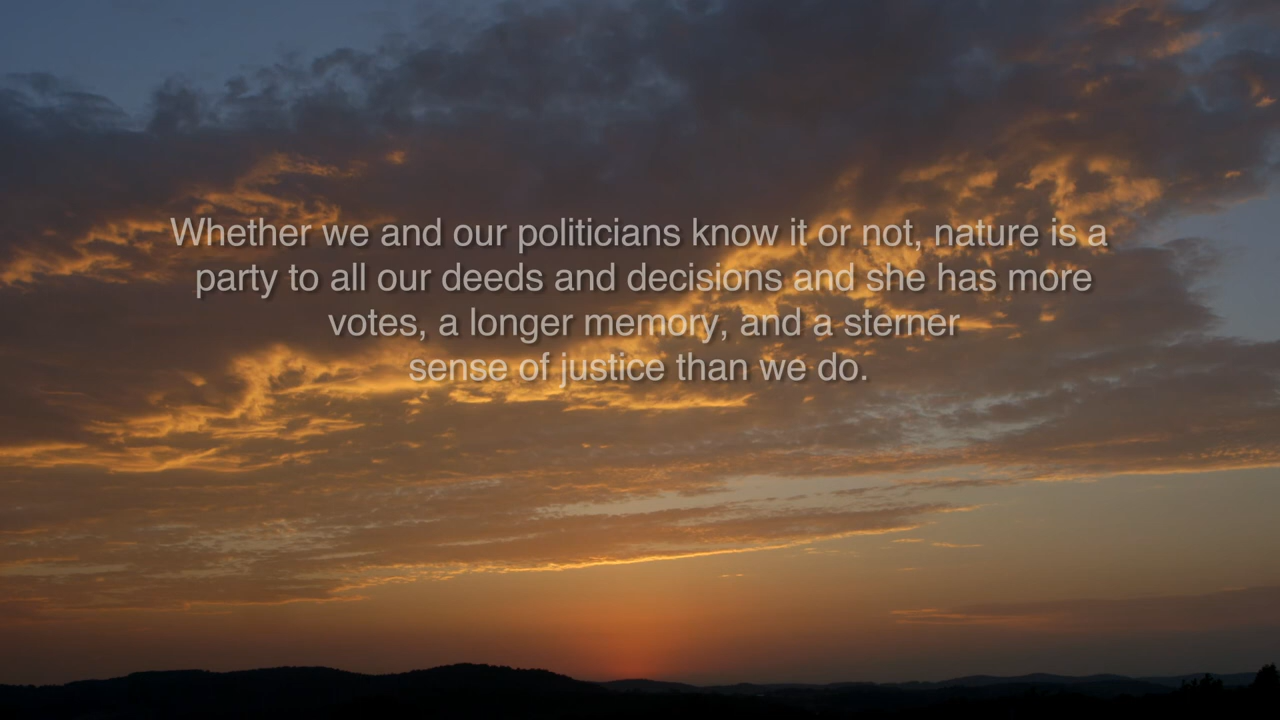 Whether we and our politicians know it or not, nature is a
party to all our deeds and decisions and she has more
votes, a longer memory, and a sterner
sense of justice than we do.